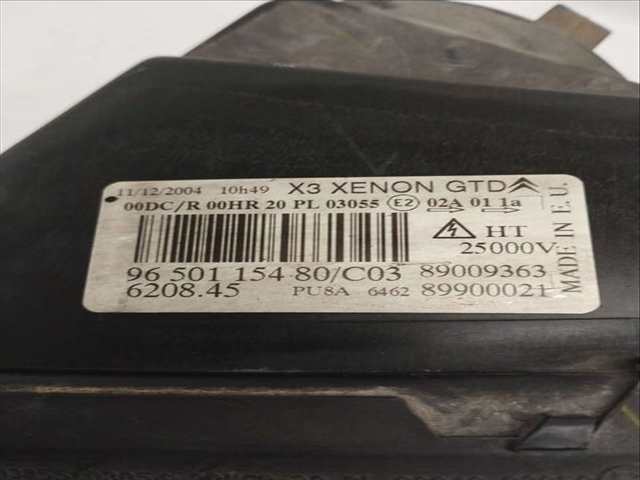 11/12/2004 10h49 X3 XENON GTD
00DC/R 00HR 20 PL 03055 E2 02A 01 1a
HT
25000V
96 501 154 80/C03 89009363
6208.45 PU8A 6462 89900021
MADE IN E.U.